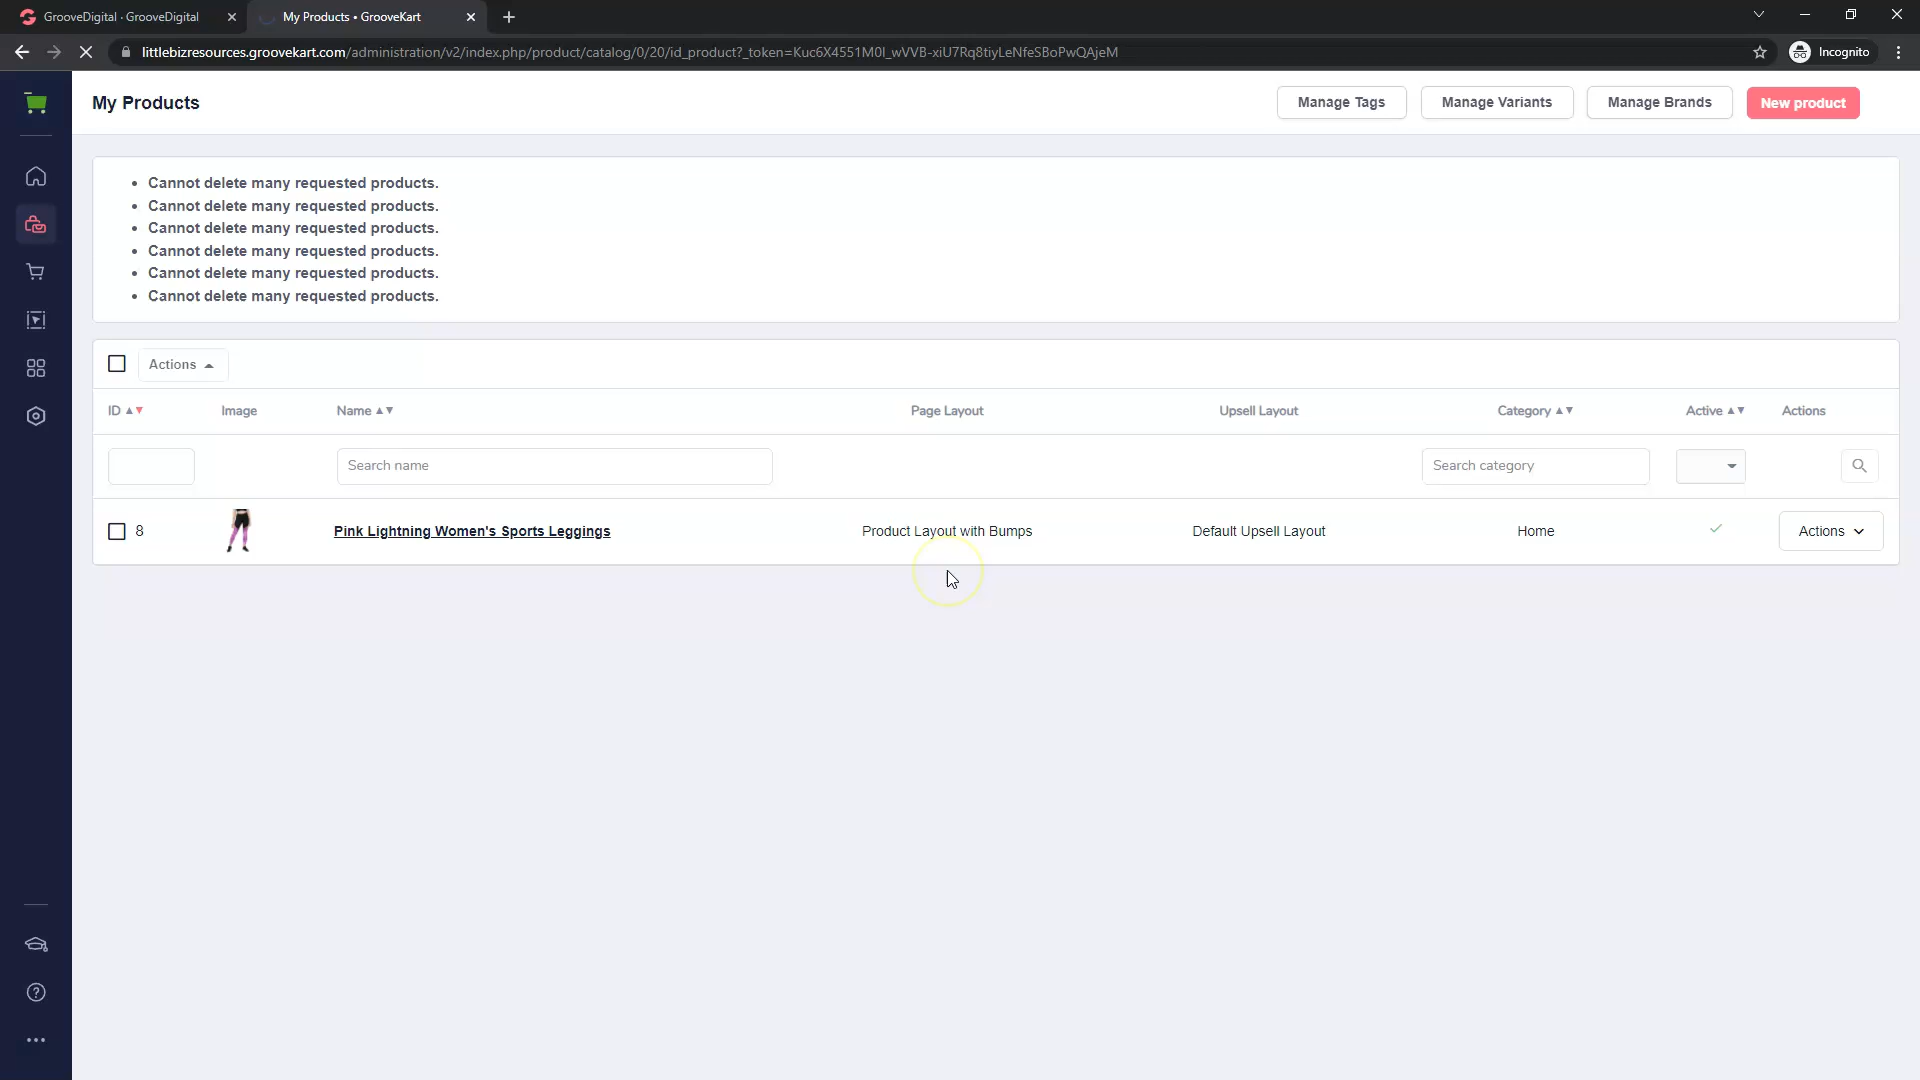 GrooveDigital · GrooveDigital
My Products • GrooveKart
littlebizresources.groovekart.com/administration/v2/index.php/product/catalog/0/20/id_product?_token=Kuc6X4551M0I_wVVB-xiU7Rq8tiyLeNfeSBoPwQAjeM
Incognito
My Products
Manage Tags
Manage Variants
Manage Brands
New product
• Cannot delete many requested products.
• Cannot delete many requested products.
• Cannot delete many requested products.
• Cannot delete many requested products.
• Cannot delete many requested products.
• Cannot delete many requested products.
Actions
ID Image Name Page Layout Upsell Layout Category Active Actions
Search name Search category
8 Pink Lightning Women's Sports Leggings Product Layout with Bumps Default Upsell Layout Home Actions